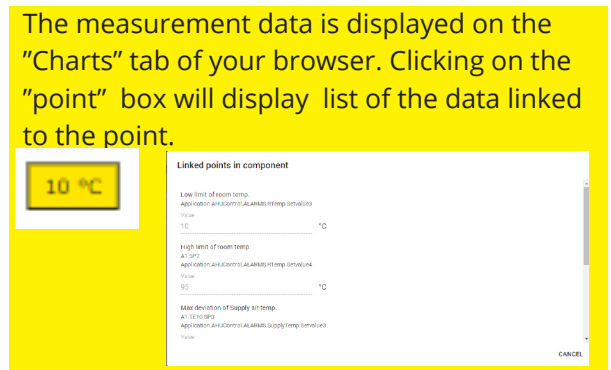 The measurement data is displayed on the
”Charts” tab of your browser. Clicking on the
”point” box will display list of the data linked
to the point.
10 °C
Linked points in component
Low limit of room temp.
Application.AHUControl.ALARMS.RTemp.Setvalue3
Value
10 °C
High limit of room temp.
A1.SP7
Application.AHUControl.ALARMS.RTemp.Setvalue4
Value
95 °C
Max deviation of Supply air temp.
A1.TE10.SP3
Application.AHUControl.ALARMS.SupplyTemp.Setvalue3
Value
CANCEL